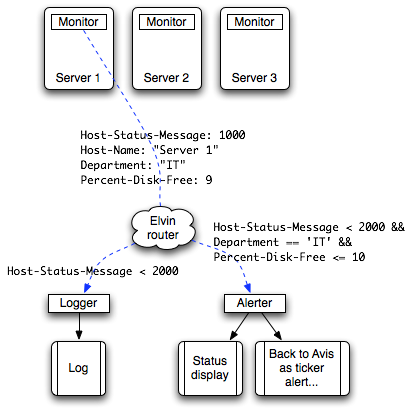 Monitor
Monitor
Monitor
Server 1
Server 2
Server 3
Host-Status-Message: 1000
Host-Name: "Server 1"
Department: "IT"
Percent-Disk-Free: 9
Elvin
router
Host-Status-Message < 2000 &&
Department == 'IT' &&
Percent-Disk-Free <= 10
Host-Status-Message < 2000
Logger
Alerter
Log
Status
display
Back to Avis
as ticker
alert...